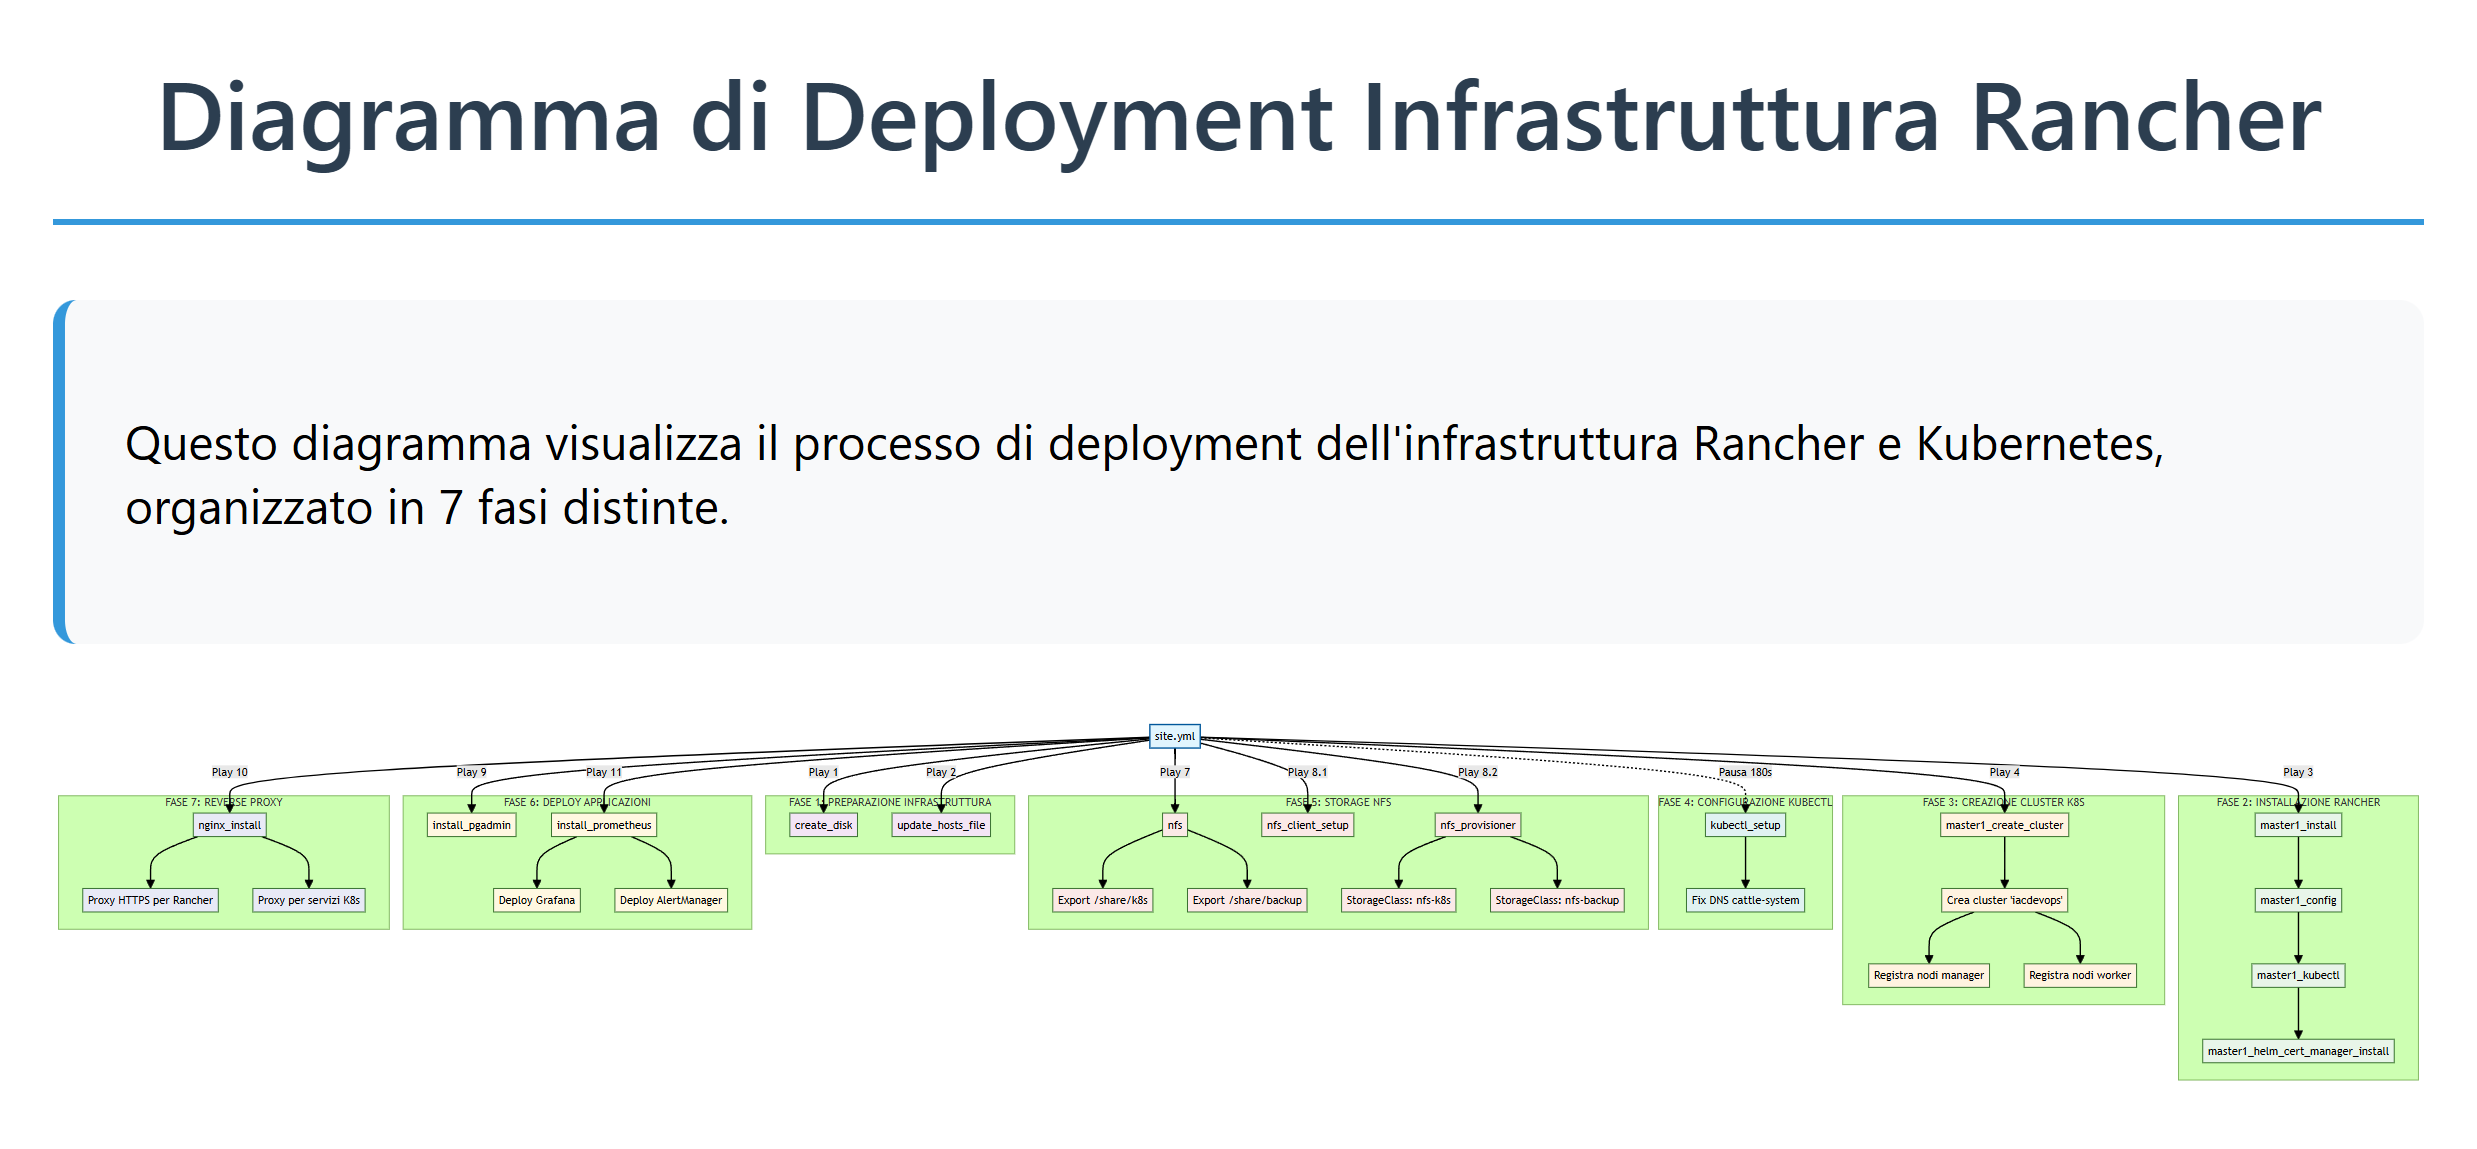 Diagramma di Deployment Infrastruttura Rancher
Questo diagramma visualizza il processo di deployment dell'infrastruttura Rancher e Kubernetes,
organizzato in 7 fasi distinte.
site.yml
Play 10
Play 9
Play 11
Play 1
Play 2
Play 7
Play 8.1
Play 8.2
Pausa 180s
Play 4
Play 3
FASE 7: REVERSE PROXY
nginx_install
Proxy HTTPS per Rancher
Proxy per servizi K8s
FASE 6: DEPLOY APPLICAZIONI
install_pgadmin
install_prometheus
Deploy Grafana
Deploy AlertManager
FASE 1: PREPARAZIONE INFRASTRUTTURA
create_disk
update_hosts_file
FASE 5: STORAGE NFS
nfs
nfs_client_setup
nfs_provisioner
Export /share/k8s
Export /share/backup
StorageClass: nfs-k8s
StorageClass: nfs-backup
FASE 4: CONFIGURAZIONE KUBECTL
kubectl_setup
Fix DNS cattle-system
FASE 3: CREAZIONE CLUSTER K8S
master1_create_cluster
Crea cluster 'iacdevops'
Registra nodi manager
Registra nodi worker
FASE 2: INSTALLAZIONE RANCHER
master1_install
master1_config
master1_kubectl
master1_helm_cert_manager_install